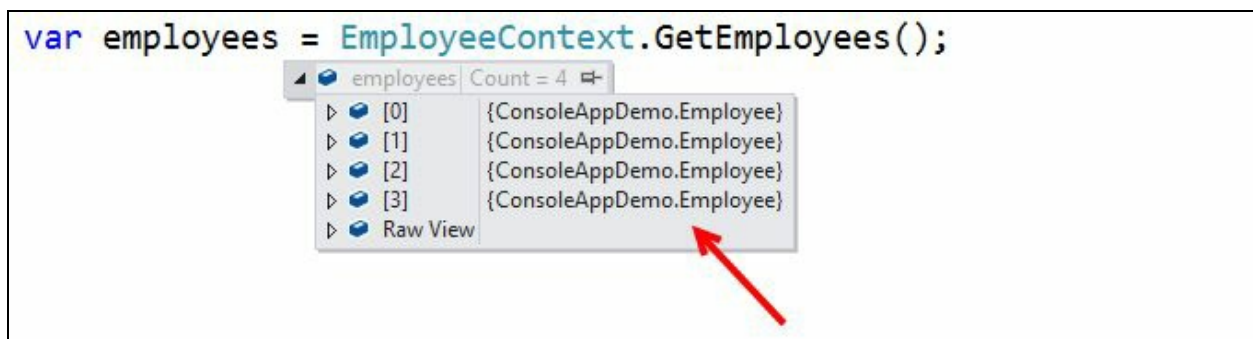 var employees = EmployeeContext.GetEmployees();
employees Count = 4
[0] {ConsoleAppDemo.Employee}
[1] {ConsoleAppDemo.Employee}
[2] {ConsoleAppDemo.Employee}
[3] {ConsoleAppDemo.Employee}
Raw View